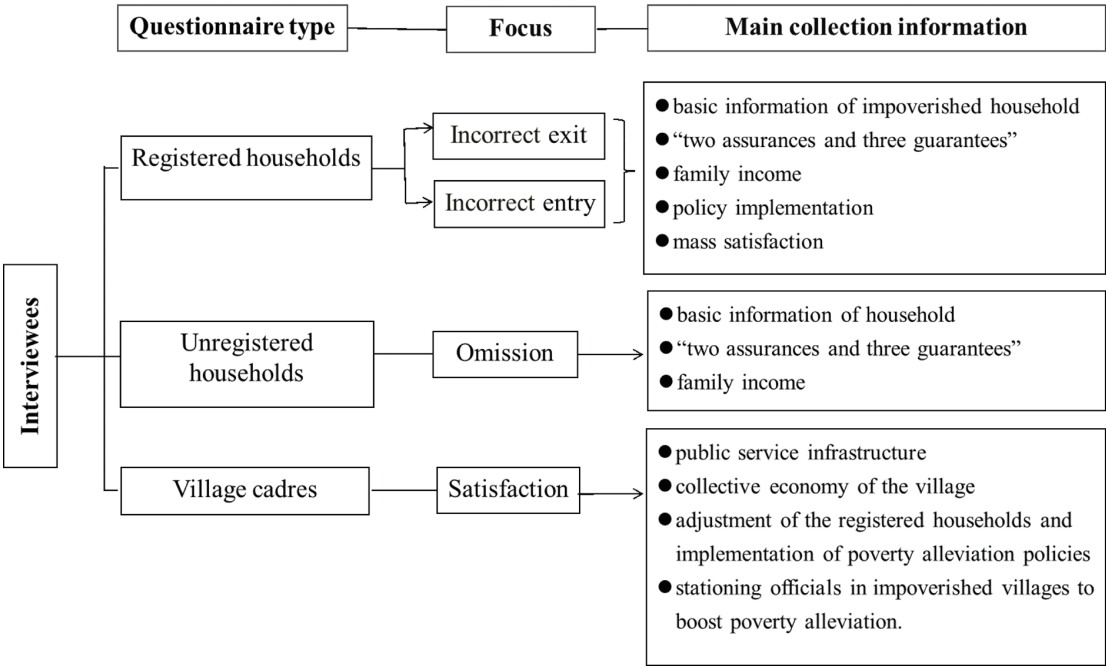 Questionnaire type
Focus
Main collection information
Interviewees
Registered households
Incorrect exit
Incorrect entry
● basic information of impoverished household
● “two assurances and three guarantees”
● family income
● policy implementation
● mass satisfaction
Unregistered
households
Omission
● basic information of household
● “two assurances and three guarantees”
● family income
Village cadres
Satisfaction
● public service infrastructure
● collective economy of the village
● adjustment of the registered households and
implementation of poverty alleviation policies
● stationing officials in impoverished villages to
boost poverty alleviation.